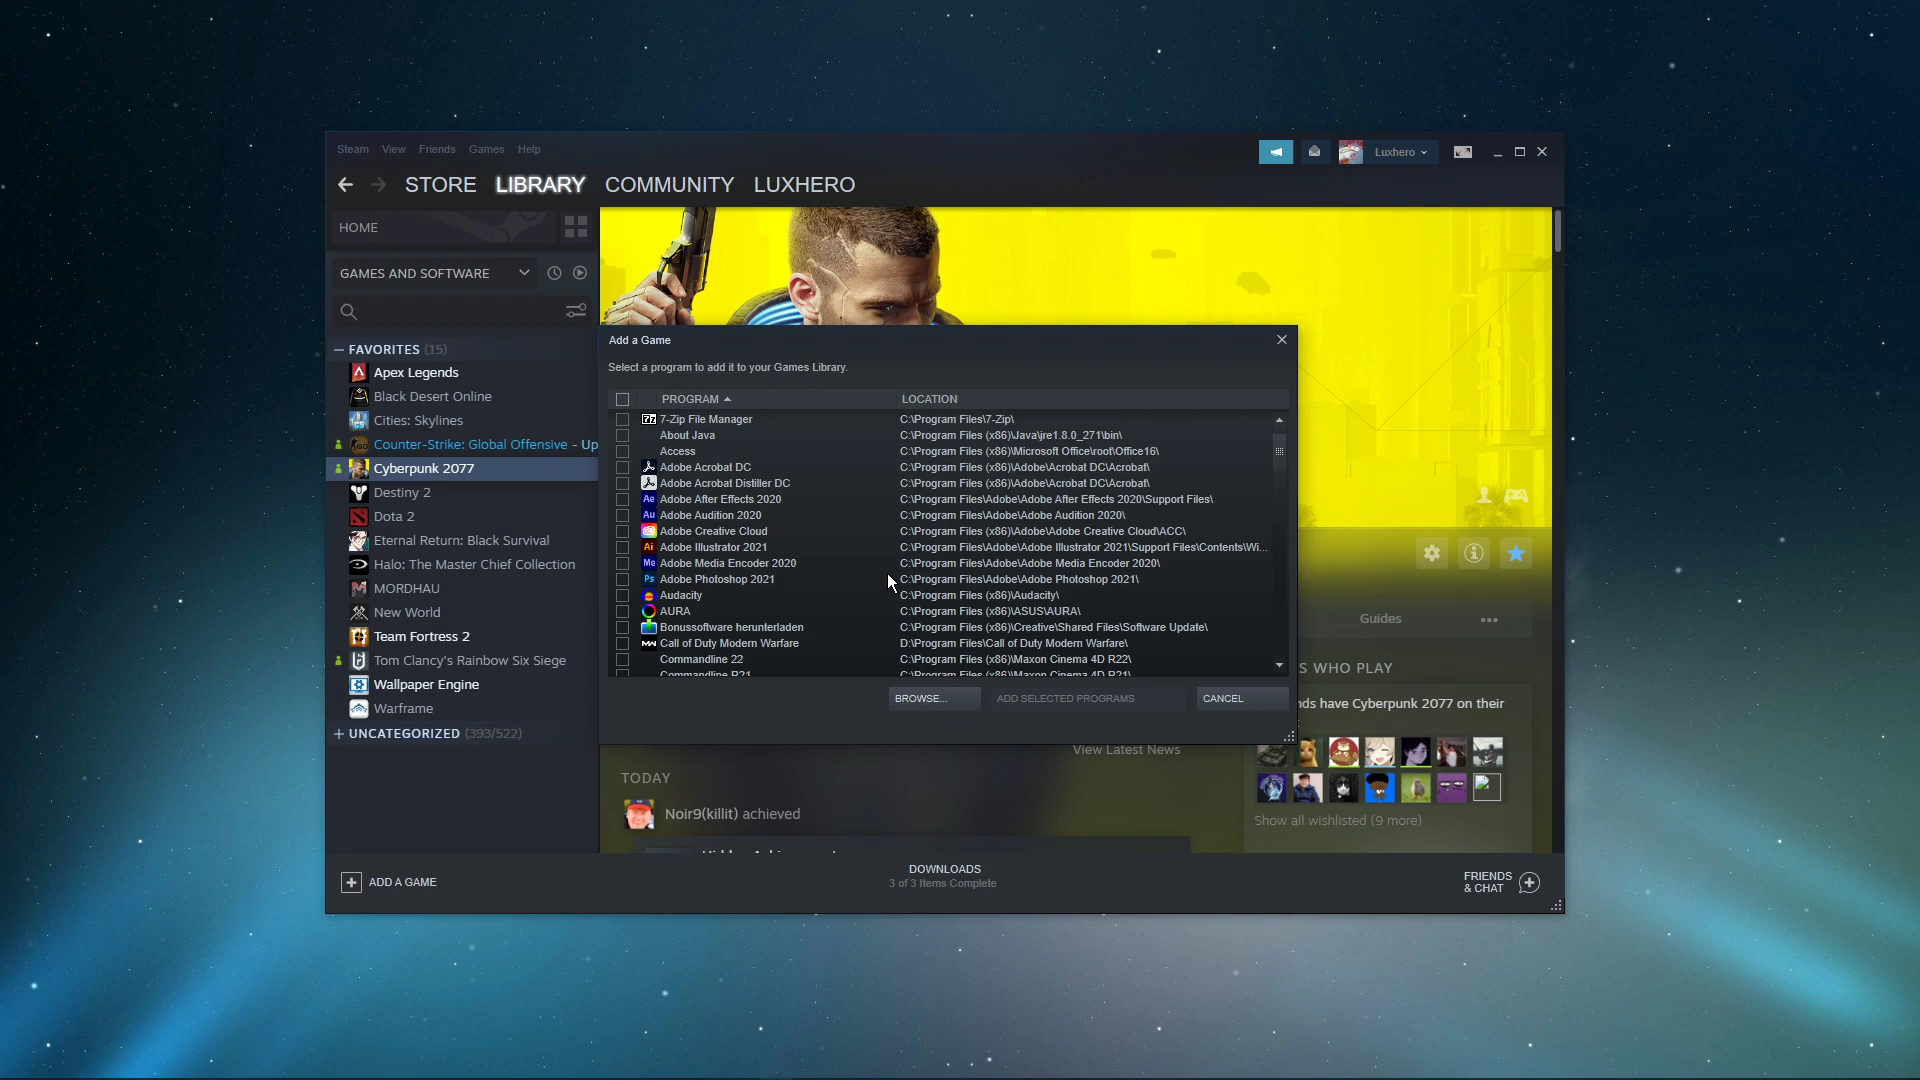 Steam View Friends Games Help
Luxhero
STORE LIBRARY COMMUNITY LUXHERO
HOME
GAMES AND SOFTWARE
FAVORITES (15)
Apex Legends
Black Desert Online
Cities: Skylines
Counter-Strike: Global Offensive - Up
Cyberpunk 2077
Destiny 2
Dota 2
Eternal Return: Black Survival
Halo: The Master Chief Collection
MORDHAU
New World
Team Fortress 2
Tom Clancy's Rainbow Six Siege
Wallpaper Engine
Warframe
UNCATEGORIZED (393/522)
Add a Game
Select a program to add it to your Games Library.
PROGRAM LOCATION
7-Zip File Manager C:\Program Files\7-Zip\
About Java C:\Program Files (x86)\Java\jre1.8.0_271\bin\
Access C:\Program Files (x86)\Microsoft Office\root\Office16\
Adobe Acrobat DC C:\Program Files (x86)\Adobe\Acrobat DC\Acrobat\
Adobe Acrobat Distiller DC C:\Program Files (x86)\Adobe\Acrobat DC\Acrobat\
Adobe After Effects 2020 C:\Program Files\Adobe\Adobe After Effects 2020\Support Files\
Adobe Audition 2020 C:\Program Files\Adobe\Adobe Audition 2020\
Adobe Creative Cloud C:\Program Files (x86)\Adobe\Adobe Creative Cloud\ACC\
Adobe Illustrator 2021 C:\Program Files\Adobe\Adobe Illustrator 2021\Support Files\Contents\Wi...
Adobe Media Encoder 2020 C:\Program Files\Adobe\Adobe Media Encoder 2020\
Adobe Photoshop 2021 C:\Program Files\Adobe\Adobe Photoshop 2021\
Audacity C:\Program Files (x86)\Audacity\
AURA C:\Program Files (x86)\ASUS\AURA\
Bonussoftware herunterladen C:\Program Files (x86)\Creative\Shared Files\Software Update\
Call of Duty Modern Warfare D:\Program Files\Call of Duty Modern Warfare\
Commandline 22 C:\Program Files (x86)\Maxon Cinema 4D R22\
Commandline R21 C:\Program Files (x86)\Maxon Cinema 4D R21\
BROWSE... ADD SELECTED PROGRAMS CANCEL
Guides
S WHO PLAY
nds have Cyberpunk 2077 on their
Show all wishlisted (9 more)
View Latest News
TODAY
Noir9(killit) achieved
ADD A GAME
DOWNLOADS
3 of 3 Items Complete
FRIENDS
& CHAT